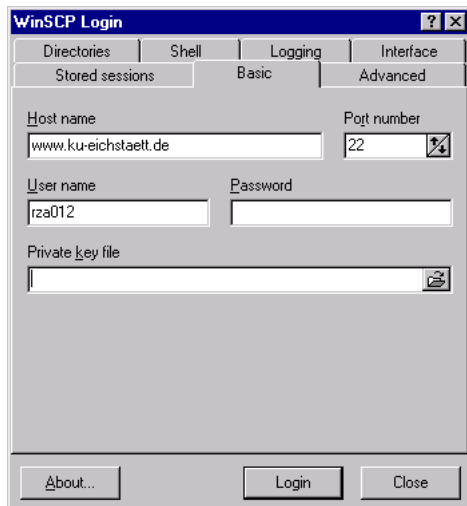 WinSCP Login
Directories Shell Logging Interface
Stored sessions Basic Advanced
Host name Port number
www.ku-eichstaett.de 22
User name Password
rza012
Private key file
About... Login Close